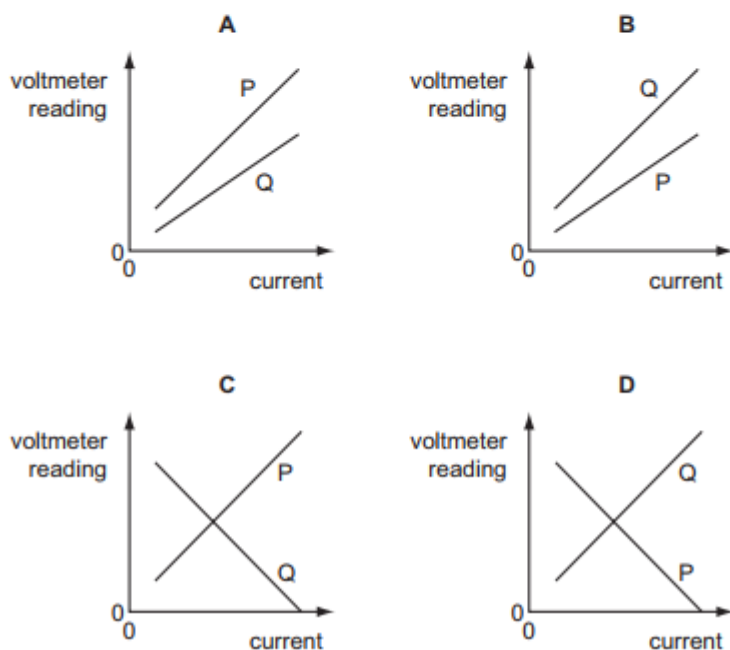 A
voltmeter
reading
P
Q
0
0
current
B
voltmeter
reading
Q
P
0
0
current
C
voltmeter
reading
P
Q
0
0
current
D
voltmeter
reading
Q
P
0
0
current